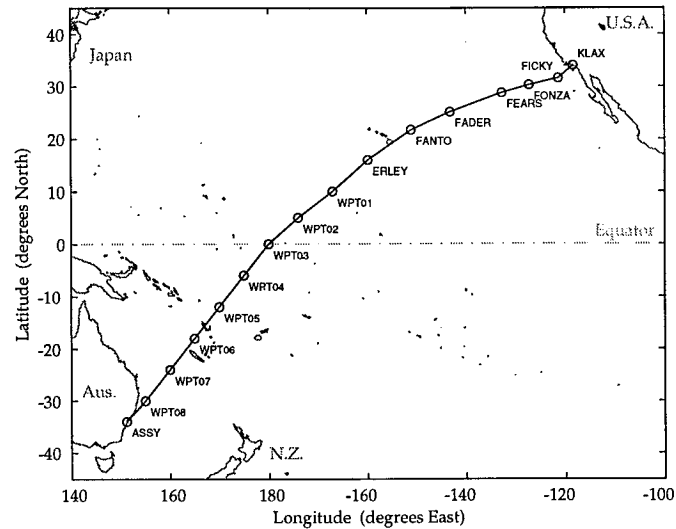 U.S.A.
Japan
KLAX
FICKY
FONZA
FEARS
FADER
FANTO
ERLEY
WPT01
WPT02
Equator
WPT03
WPT04
WPT05
WPT06
WPT07
Aus.
WPT08
ASSY
N.Z.
40
30
20
10
0
-10
-20
-30
-40
Latitude (degrees North)
140 160 180 -160 -140 -120 -100
Longitude (degrees East)